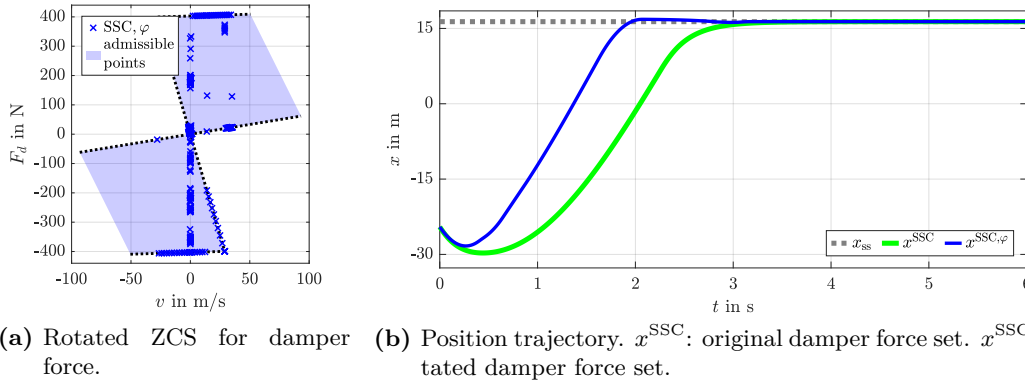 400
300
200
100
0
-100
-200
-300
-400
F_d in N
SSC, φ
admissible
points
-100 -50 0 50 100
v in m/s
15
0
-15
-30
x in m
x_ss x^SSC x^SSC,φ
0 1 2 3 4 5 6
t in s
(a) Rotated ZCS for damper
force.
(b) Position trajectory. x^SSC: original damper force set. x^SSC
tated damper force set.